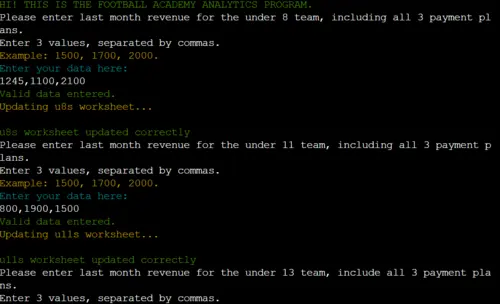 HI! THIS IS THE FOOTBALL ACADEMY ANALYTICS PROGRAM.
Please enter last month revenue for the under 8 team, including all 3 payment pl
ans.
Enter 3 values, separated by commas.
Example: 1500, 1700, 2000.
Enter your data here:
1245,1100,2100
Valid data entered.
Updating u8s worksheet...
u8s worksheet updated correctly
Please enter last month revenue for the under 11 team, including all 3 payment p
lans.
Enter 3 values, separated by commas.
Example: 1500, 1700, 2000.
Enter your data here:
800,1900,1500
Valid data entered.
Updating u11s worksheet...
u11s worksheet updated correctly
Please enter last month revenue for the under 13 team, include all 3 payment pla
ns.
Enter 3 values, separated by commas.